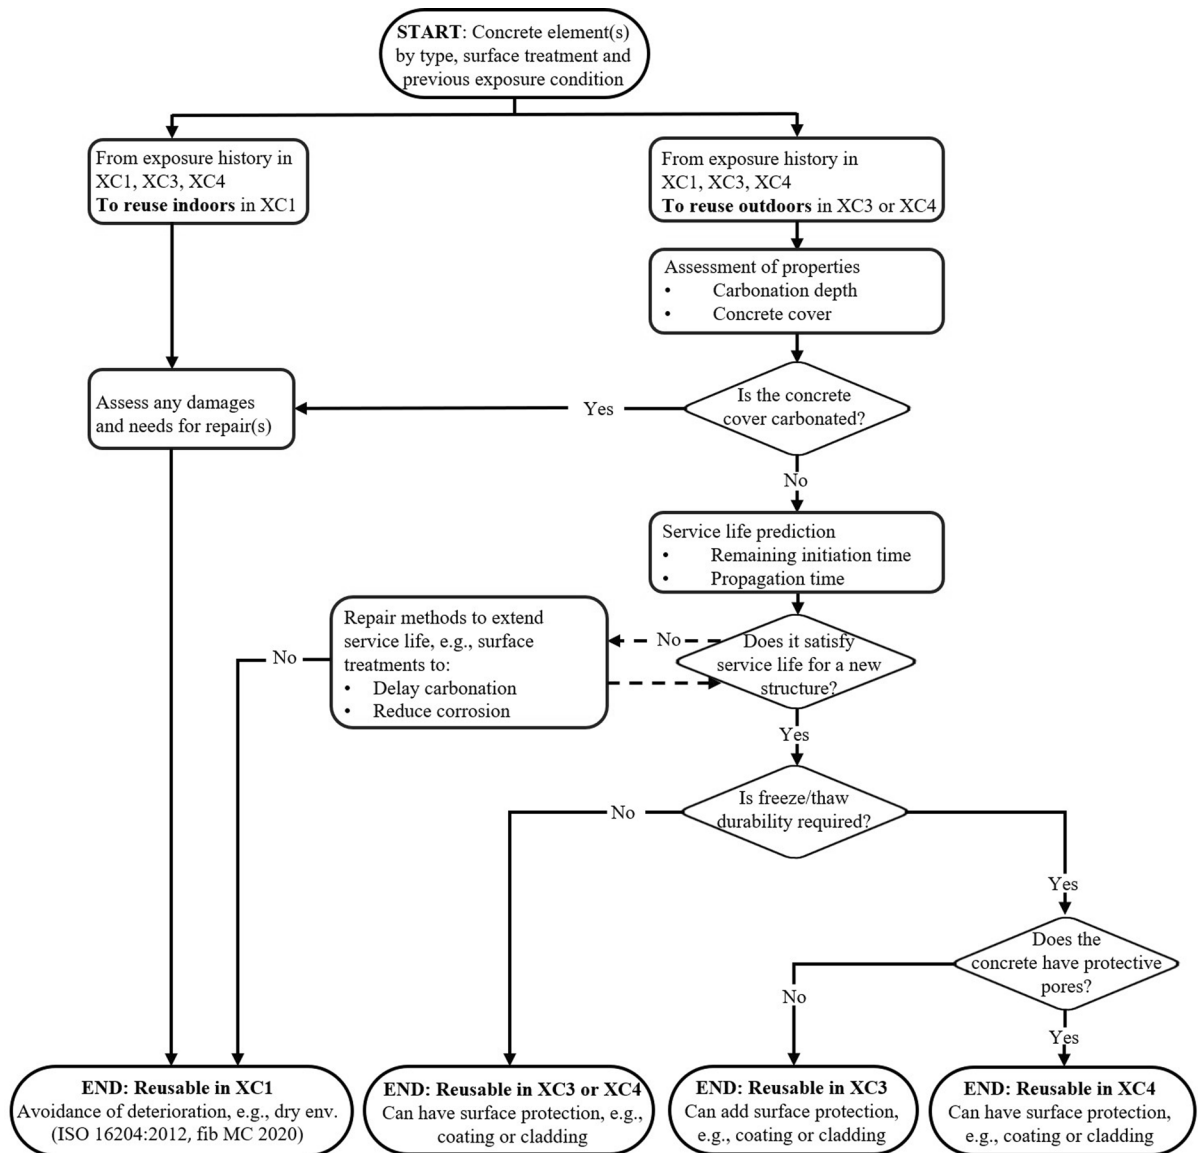 START: Concrete element(s)
by type, surface treatment and
previous exposure condition
From exposure history in
XC1, XC3, XC4
To reuse indoors in XC1
From exposure history in
XC1, XC3, XC4
To reuse outdoors in XC3 or XC4
Assessment of properties
• Carbonation depth
• Concrete cover
Assess any damages
and needs for repair(s)
Yes
Is the concrete
cover carbonated?
No
Service life prediction
• Remaining initiation time
• Propagation time
Repair methods to extend
service life, e.g., surface
treatments to:
• Delay carbonation
• Reduce corrosion
No
No
Does it satisfy
service life for a new
structure?
Yes
Is freeze/thaw
durability required?
No
Yes
Does the
concrete have protective
pores?
No
Yes
END: Reusable in XC1
Avoidance of deterioration, e.g., dry env.
(ISO 16204:2012, fib MC 2020)
END: Reusable in XC3 or XC4
Can have surface protection, e.g.,
coating or cladding
END: Reusable in XC3
Can add surface protection,
e.g., coating or cladding
END: Reusable in XC4
Can have surface protection,
e.g., coating or cladding